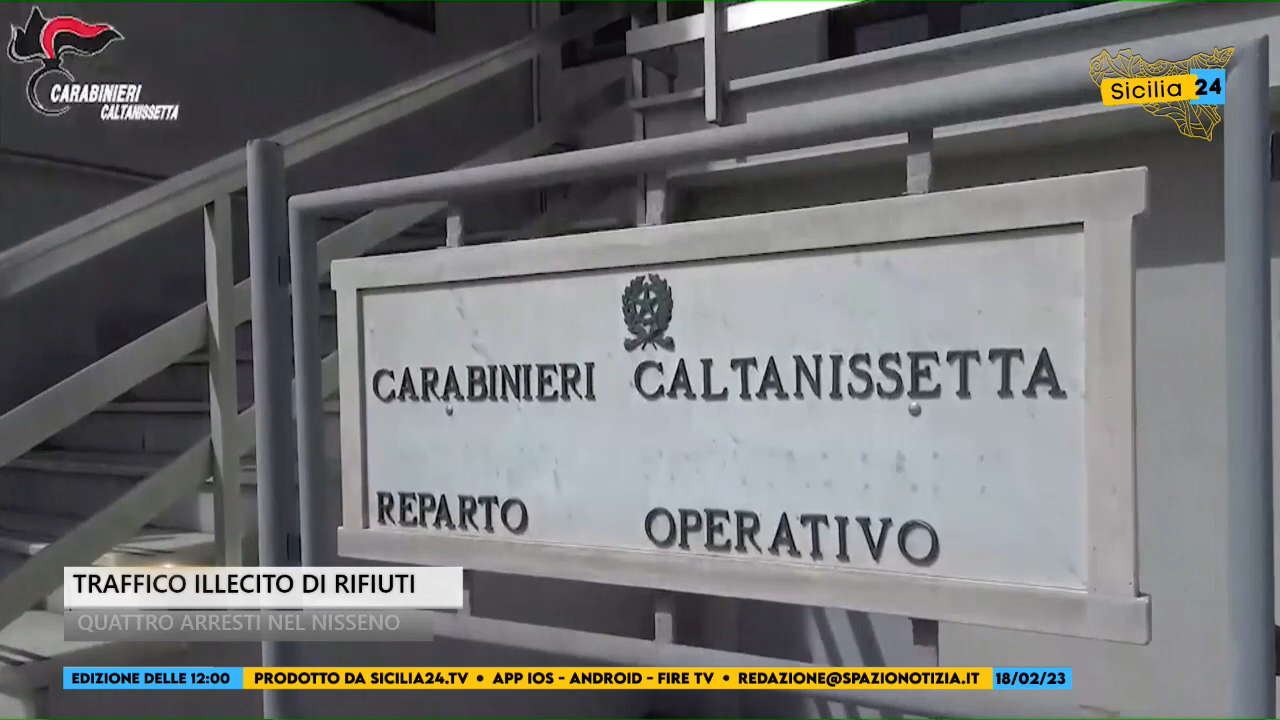 CARABINIERI
CALTANISSETTA
Sicilia 24
CARABINIERI CALTANISSETTA
REPARTO OPERATIVO
TRAFFICO ILLECITO DI RIFIUTI
QUATTRO ARRESTI NEL NISSENO
EDIZIONE DELLE 12:00 PRODOTTO DA SICILIA24.TV • APP IOS - ANDROID - FIRE TV • REDAZIONE@SPAZIONOTIZIA.IT 18/02/23